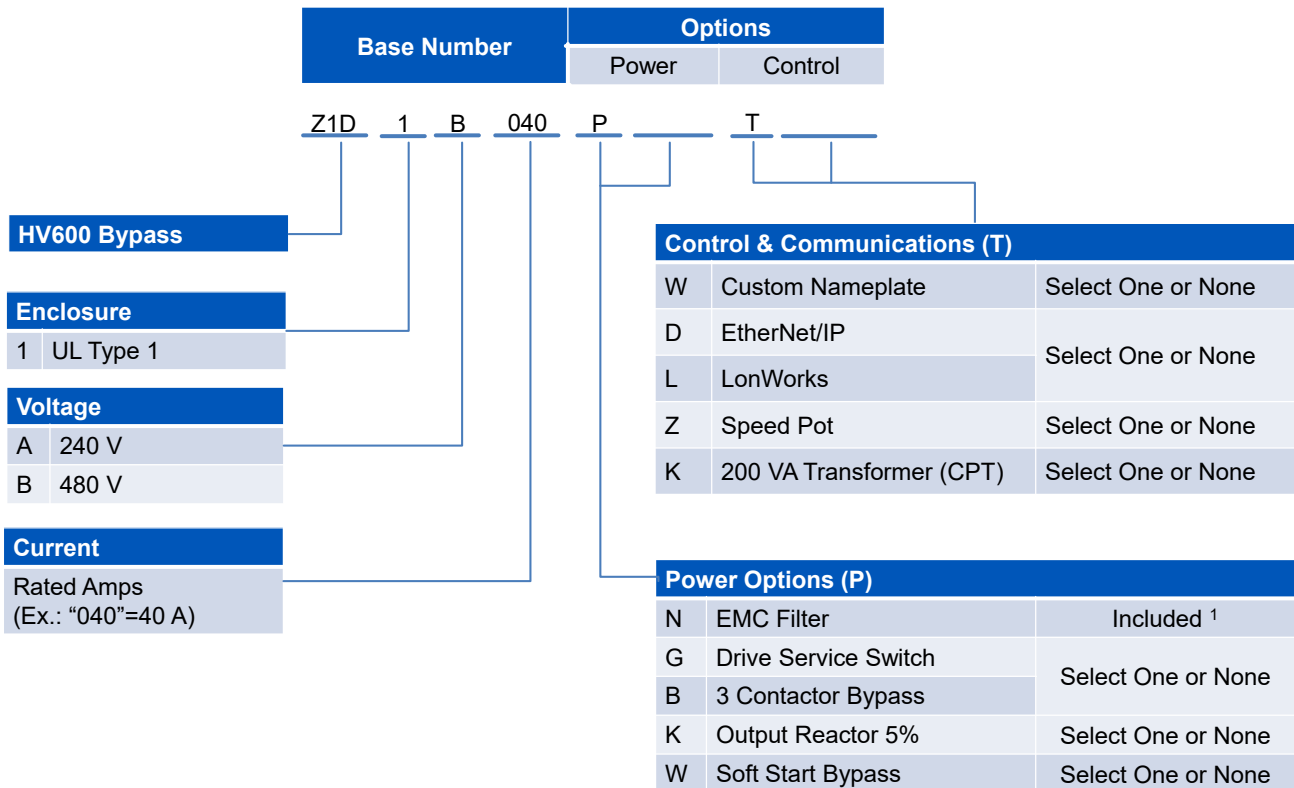 Base Number
Options
Power Control
Z1D 1 B 040 P T
HV600 Bypass
Enclosure
1 UL Type 1
Voltage
A 240 V
B 480 V
Current
Rated Amps
(Ex.: “040”=40 A)
Control & Communications (T)
W Custom Nameplate Select One or None
D EtherNet/IP
Select One or None
L LonWorks
Z Speed Pot Select One or None
K 200 VA Transformer (CPT) Select One or None
Power Options (P)
N EMC Filter Included 1
G Drive Service Switch
Select One or None
B 3 Contactor Bypass
K Output Reactor 5% Select One or None
W Soft Start Bypass Select One or None